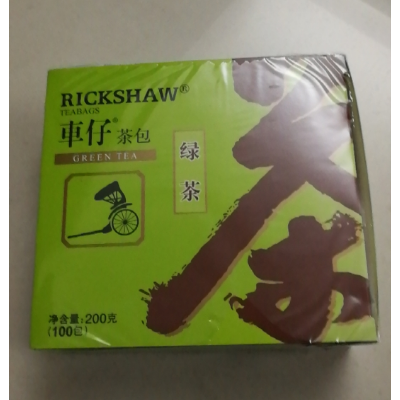 RICKSHAW®
TEABAGS
車仔®茶包
GREEN TEA
绿茶
茶
净含量:200克
(100包)